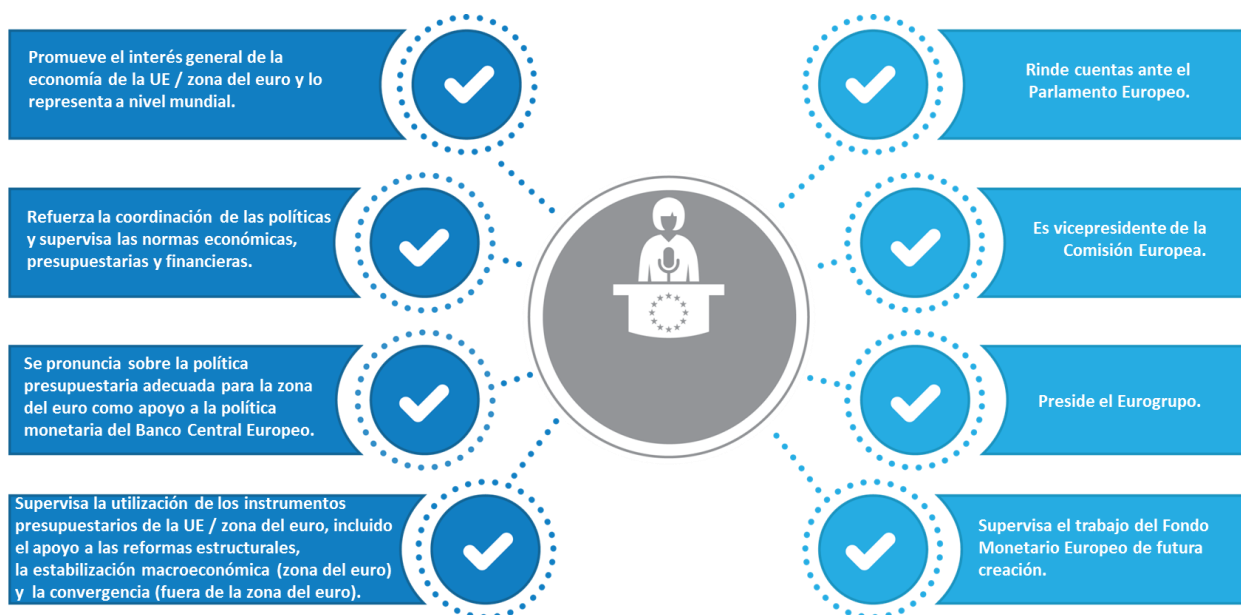 Promueve el interés general de la
economía de la UE / zona del euro y lo
representa a nivel mundial.
Refuerza la coordinación de las políticas
y supervisa las normas económicas,
presupuestarias y financieras.
Se pronuncia sobre la política
presupuestaria adecuada para la zona
del euro como apoyo a la política
monetaria del Banco Central Europeo.
Supervisa la utilización de los instrumentos
presupuestarios de la UE / zona del euro, incluido
el apoyo a las reformas estructurales,
la estabilización macroeconómica (zona del euro)
y la convergencia (fuera de la zona del euro).
Rinde cuentas ante el
Parlamento Europeo.
Es vicepresidente de la
Comisión Europea.
Preside el Eurogrupo.
Supervisa el trabajo del Fondo
Monetario Europeo de futura
creación.